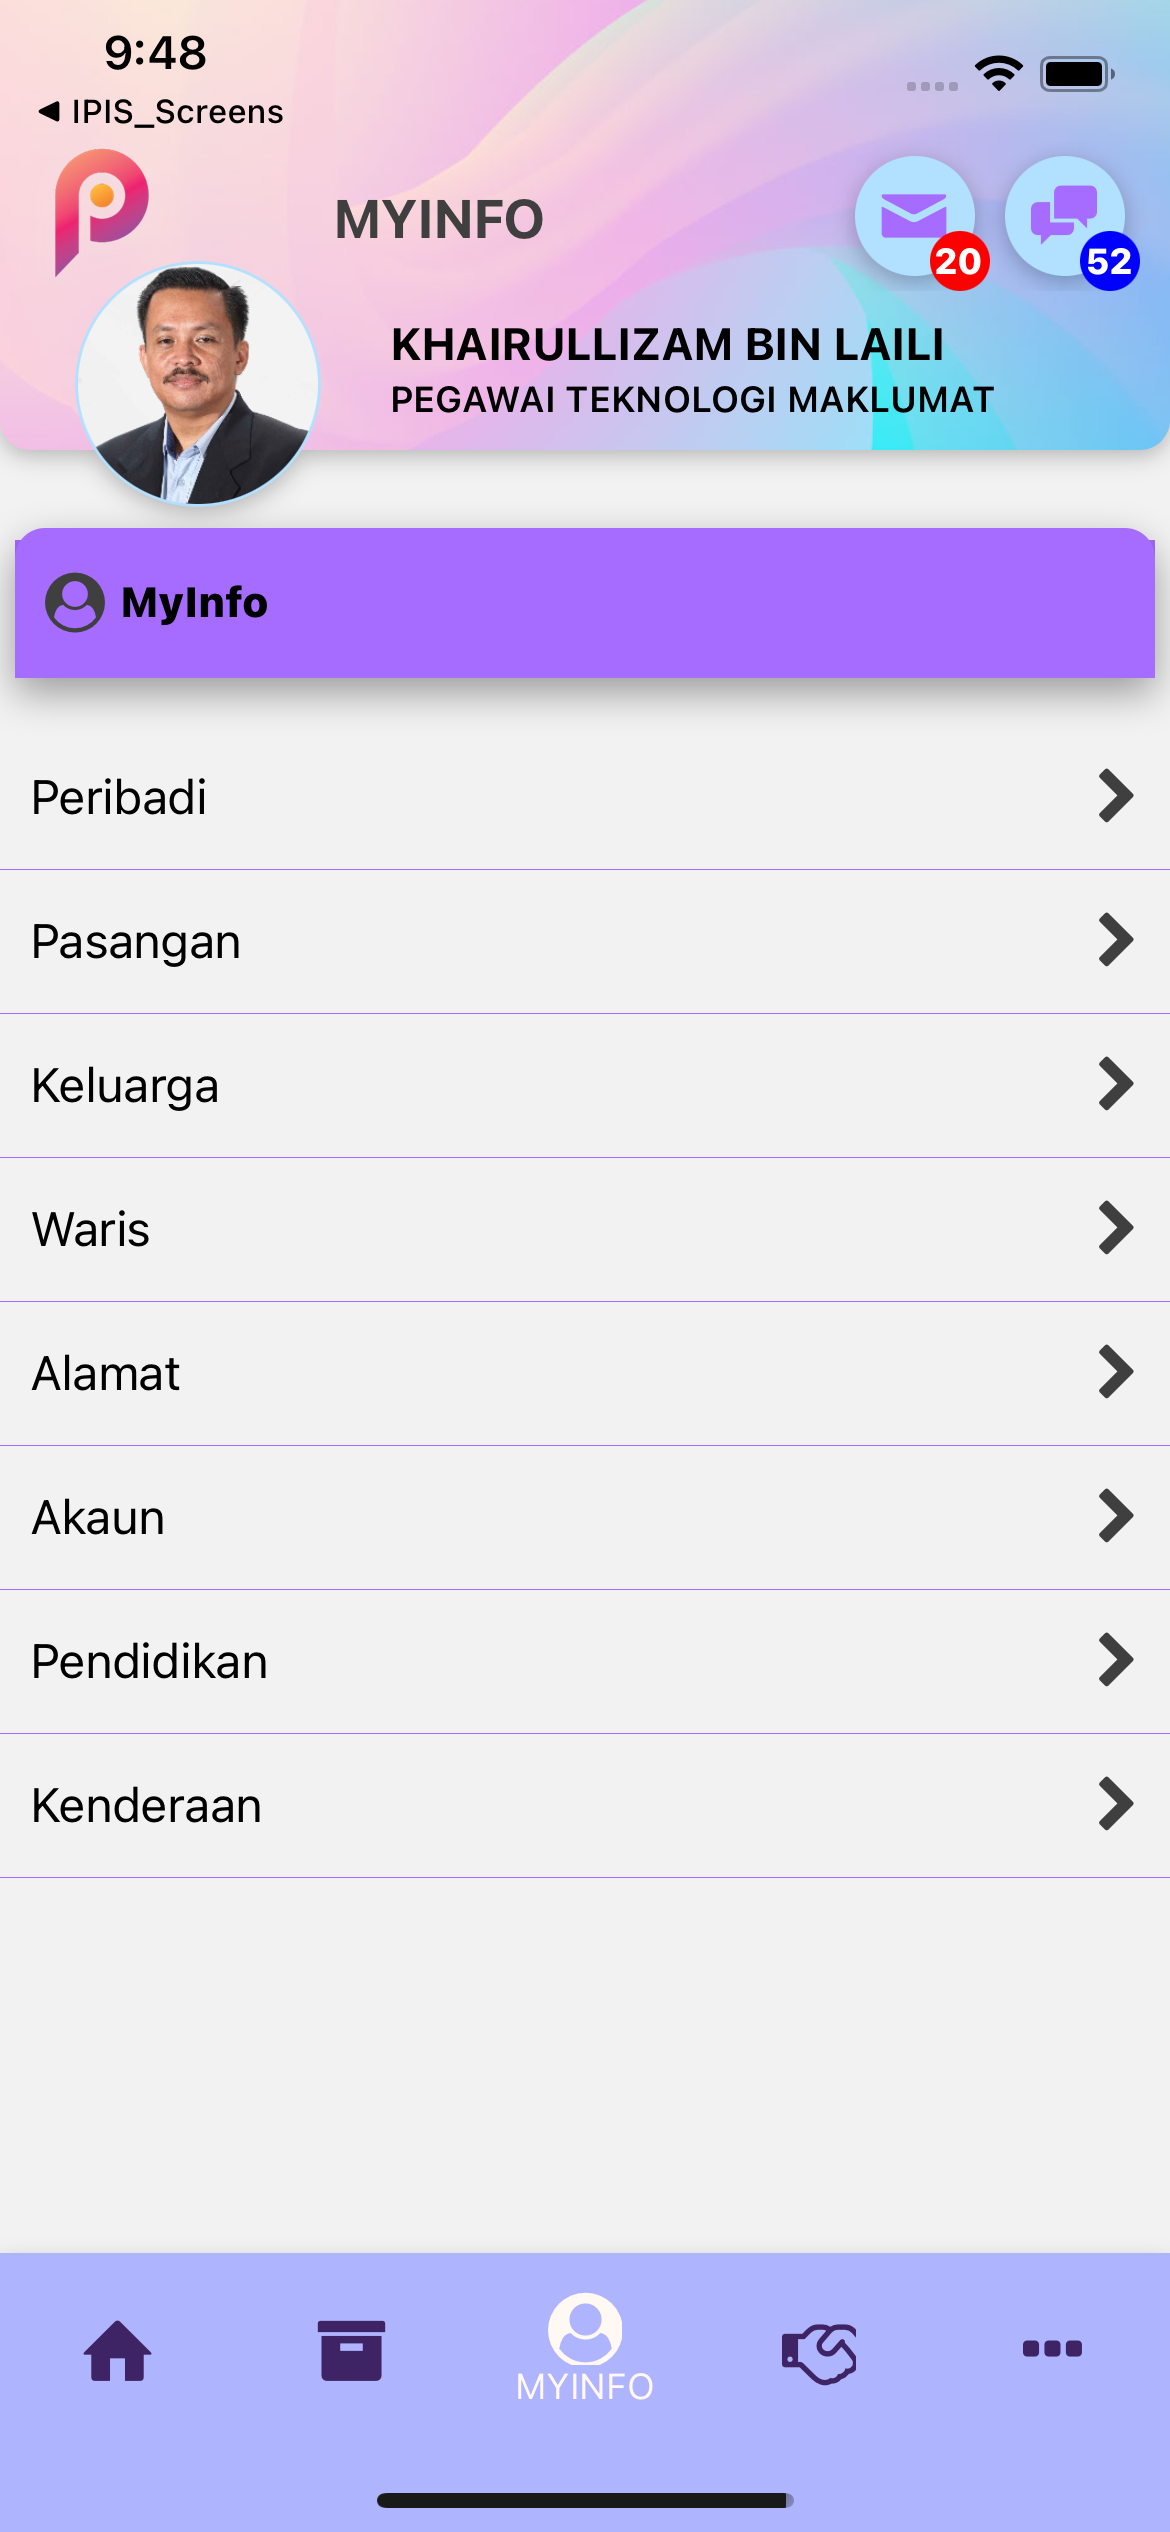 9:48
◀ IPIS_Screens
MYINFO
20
52
KHAIRULLIZAM BIN LAILI
PEGAWAI TEKNOLOGI MAKLUMAT
MyInfo
Peribadi
Pasangan
Keluarga
Waris
Alamat
Akaun
Pendidikan
Kenderaan
MYINFO